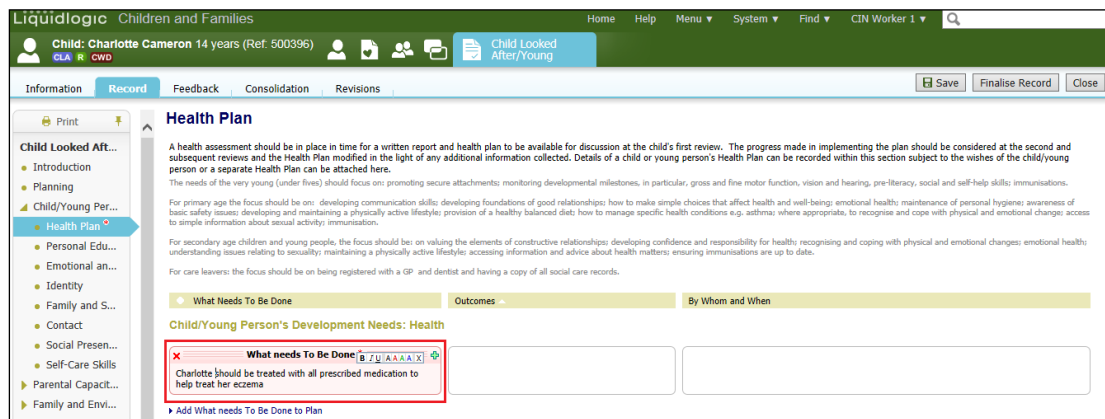 Liquidlogic Children and Families
Home Help Menu ▼ System ▼ Find ▼ CIN Worker 1 ▼
Child: Charlotte Cameron 14 years (Ref: 500396)
CLA R CWD
Child Looked
After/Young
Information Record Feedback Consolidation Revisions
Save Finalise Record Close
Print
Child Looked Aft...
Introduction
Planning
Child/Young Per...
Health Plan
Personal Edu...
Emotional an...
Identity
Family and S...
Contact
Social Presen...
Self-Care Skills
Parental Capacit...
Family and Envi...
Health Plan
A health assessment should be in place in time for a written report and health plan to be available for discussion at the child's first review. The progress made in implementing the plan should be considered at the second and
subsequent reviews and the Health Plan modified in the light of any additional information collected. Details of a child or young person's Health Plan can be recorded within this section subject to the wishes of the child/young
person or a separate Health Plan can be attached here.
The needs of the very young (under fives) should focus on: promoting secure attachments; monitoring developmental milestones, in particular, gross and fine motor function, vision and hearing, pre-literacy, social and self-help skills; immunisations.
For primary age the focus should be on: developing communication skills; developing foundations of good relationships; how to make simple choices that affect health and well-being; emotional health; maintenance of personal hygiene; awareness of
basic safety issues; developing and maintaining a physically active lifestyle; provision of a healthy balanced diet; how to manage specific health conditions e.g. asthma; where appropriate, to recognise and cope with physical and emotional change; access
to simple information about sexual activity; immunisation.
For secondary age children and young people, the focus should be: on valuing the elements of constructive relationships; developing confidence and responsibility for health; recognising and coping with physical and emotional changes; emotional health;
understanding issues relating to sexuality; maintaining a physically active lifestyle; accessing information and advice about health matters; ensuring immunisations are up to date.
For care leavers: the focus should be on being registered with a GP and dentist and having a copy of all social care records.
What Needs To Be Done Outcomes By Whom and When
Child/Young Person's Development Needs: Health
What needs To Be Done B I U A A A A X
Charlotte should be treated with all prescribed medication to
help treat her eczema
Add What needs To Be Done to Plan